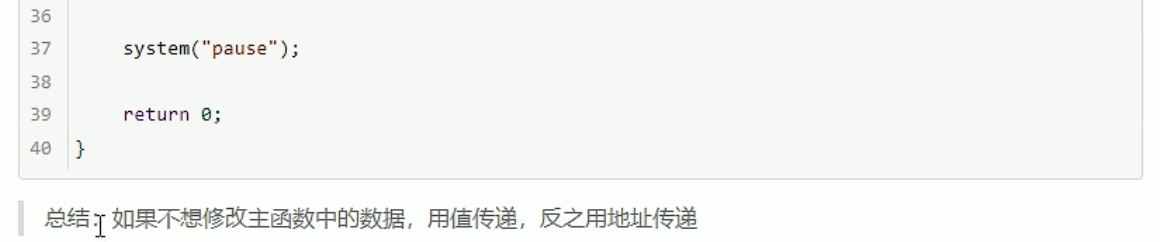 36
37 system("pause");
38
39 return 0;
40 }
总结：如果不想修改主函数中的数据，用值传递，反之用地址传递